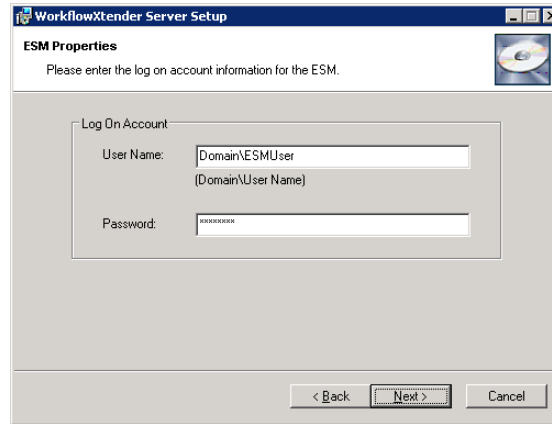 WorkflowXtender Server Setup
ESM Properties
Please enter the log on account information for the ESM.
Log On Account
User Name: Domain\ESMUser
(Domain\User Name)
Password: ********
< Back Next > Cancel